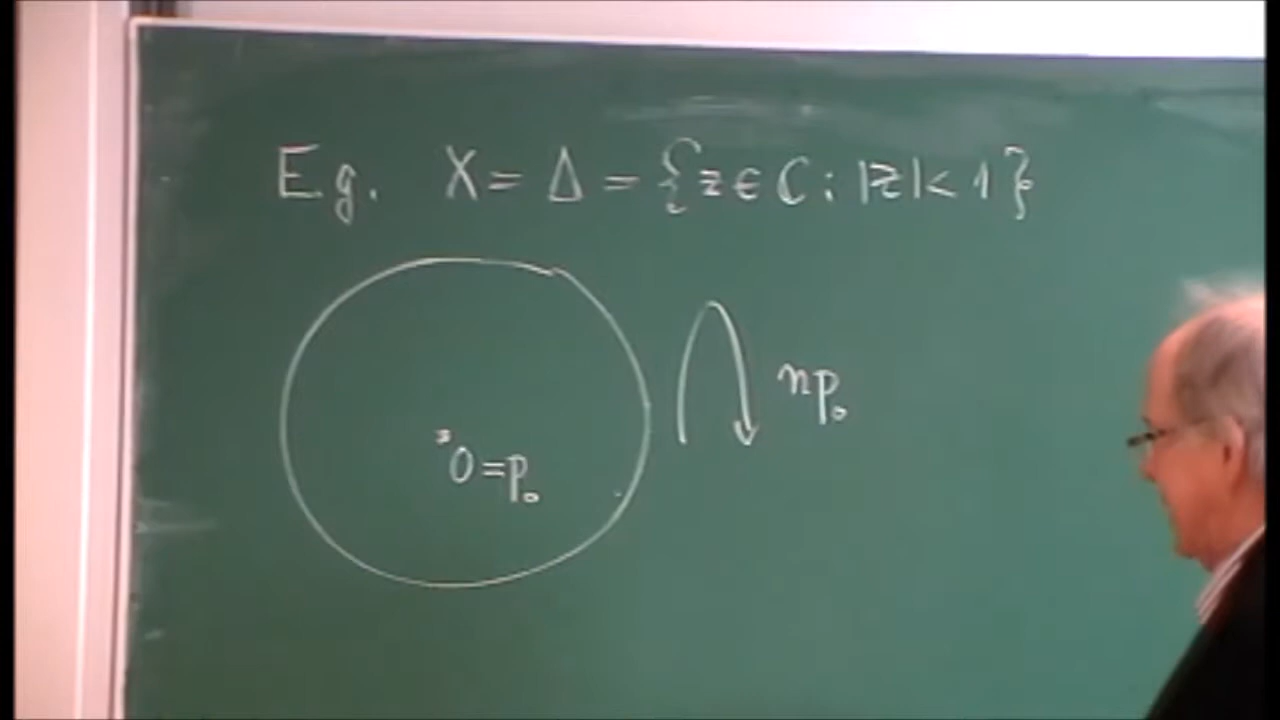 E.g. X = Δ = {z ∈ ℂ : |z| < 1}
np₀
0 = p₀